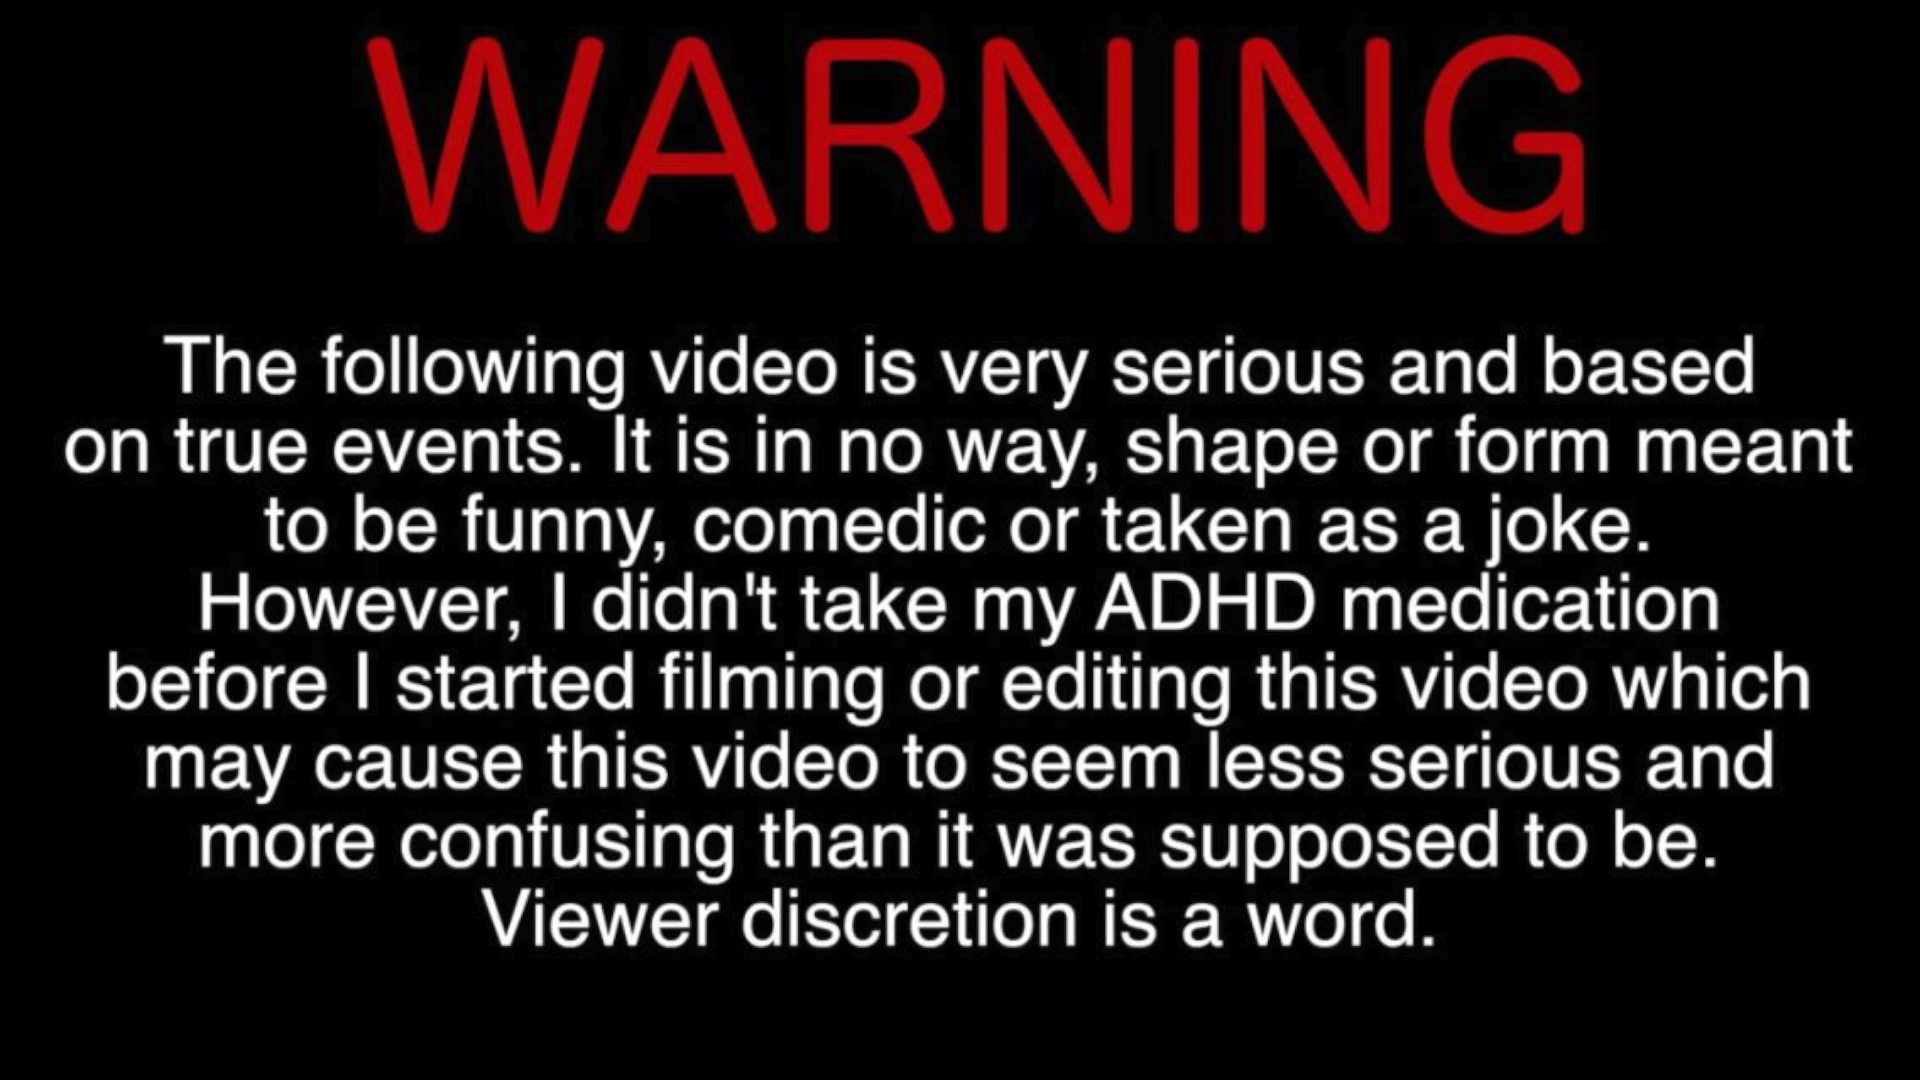 WARNING
The following video is very serious and based
on true events. It is in no way, shape or form meant
to be funny, comedic or taken as a joke.
However, I didn't take my ADHD medication
before I started filming or editing this video which
may cause this video to seem less serious and
more confusing than it was supposed to be.
Viewer discretion is a word.